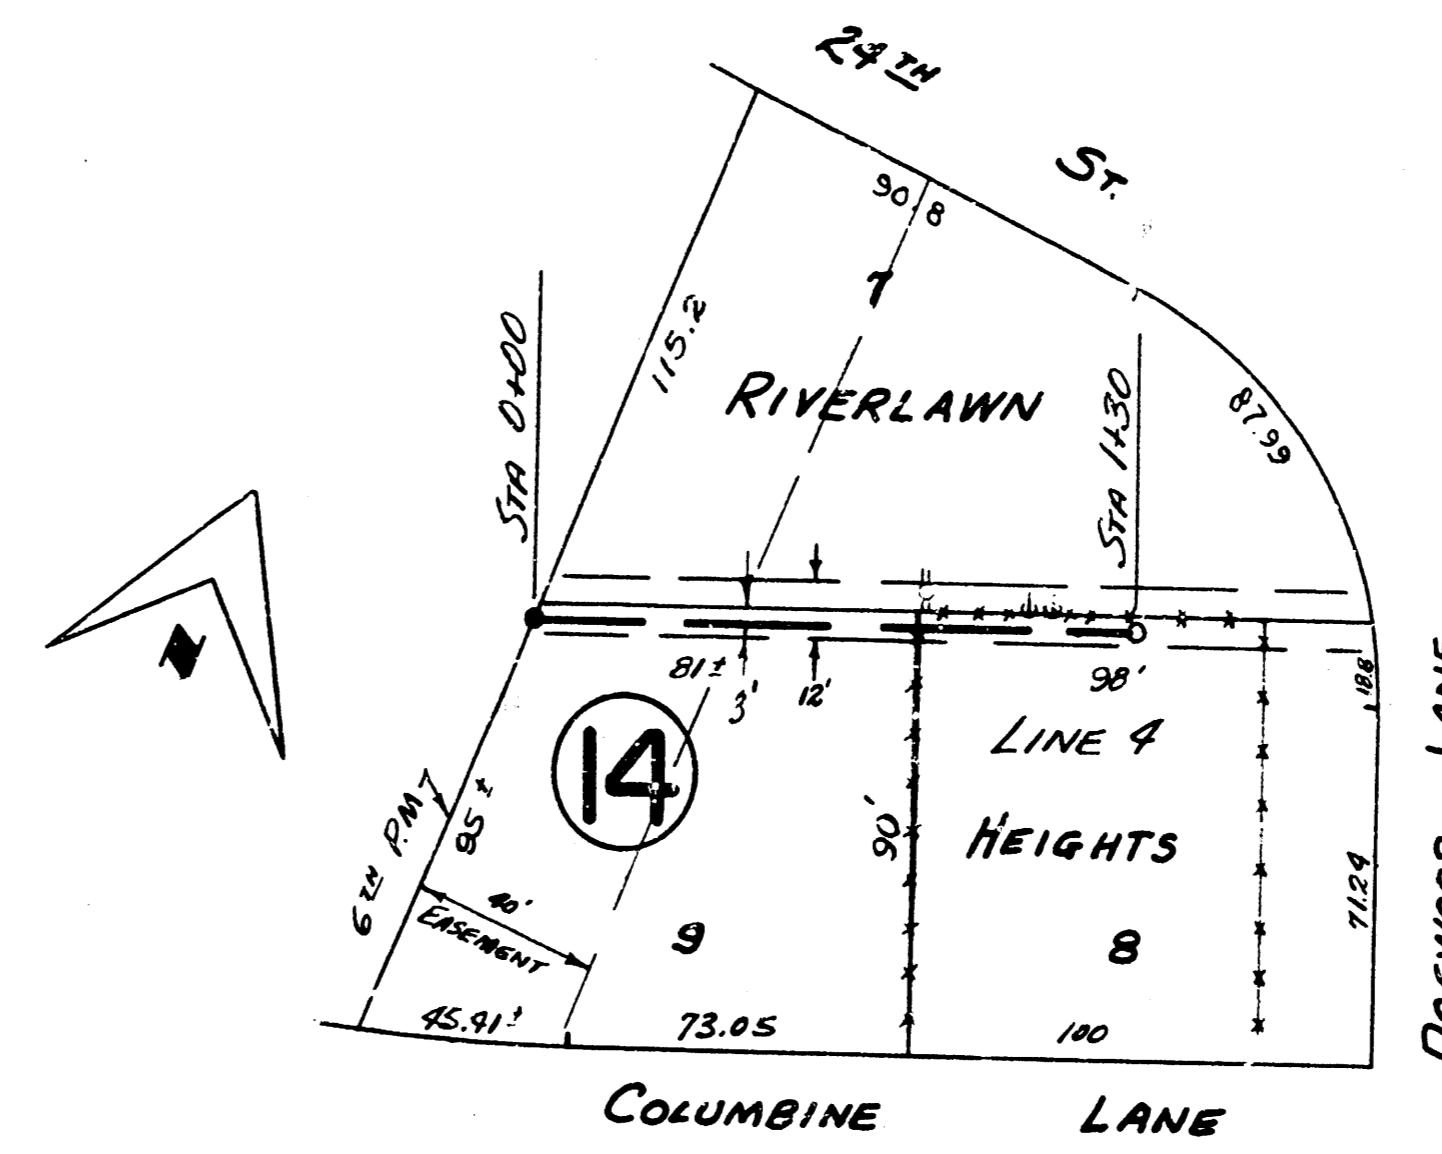 24TH ST.
90.8
7
115.2
STA 0+00
RIVERLAWN
STA 1+30
87.99
N
81±
3'
12'
98'
18.8
14
LINE 4
HEIGHTS
90'
6TH P.M.
95±
40'
EASEMENT
9
8
71.24
45.41±
73.05
100
COLUMBINE LANE
LANE